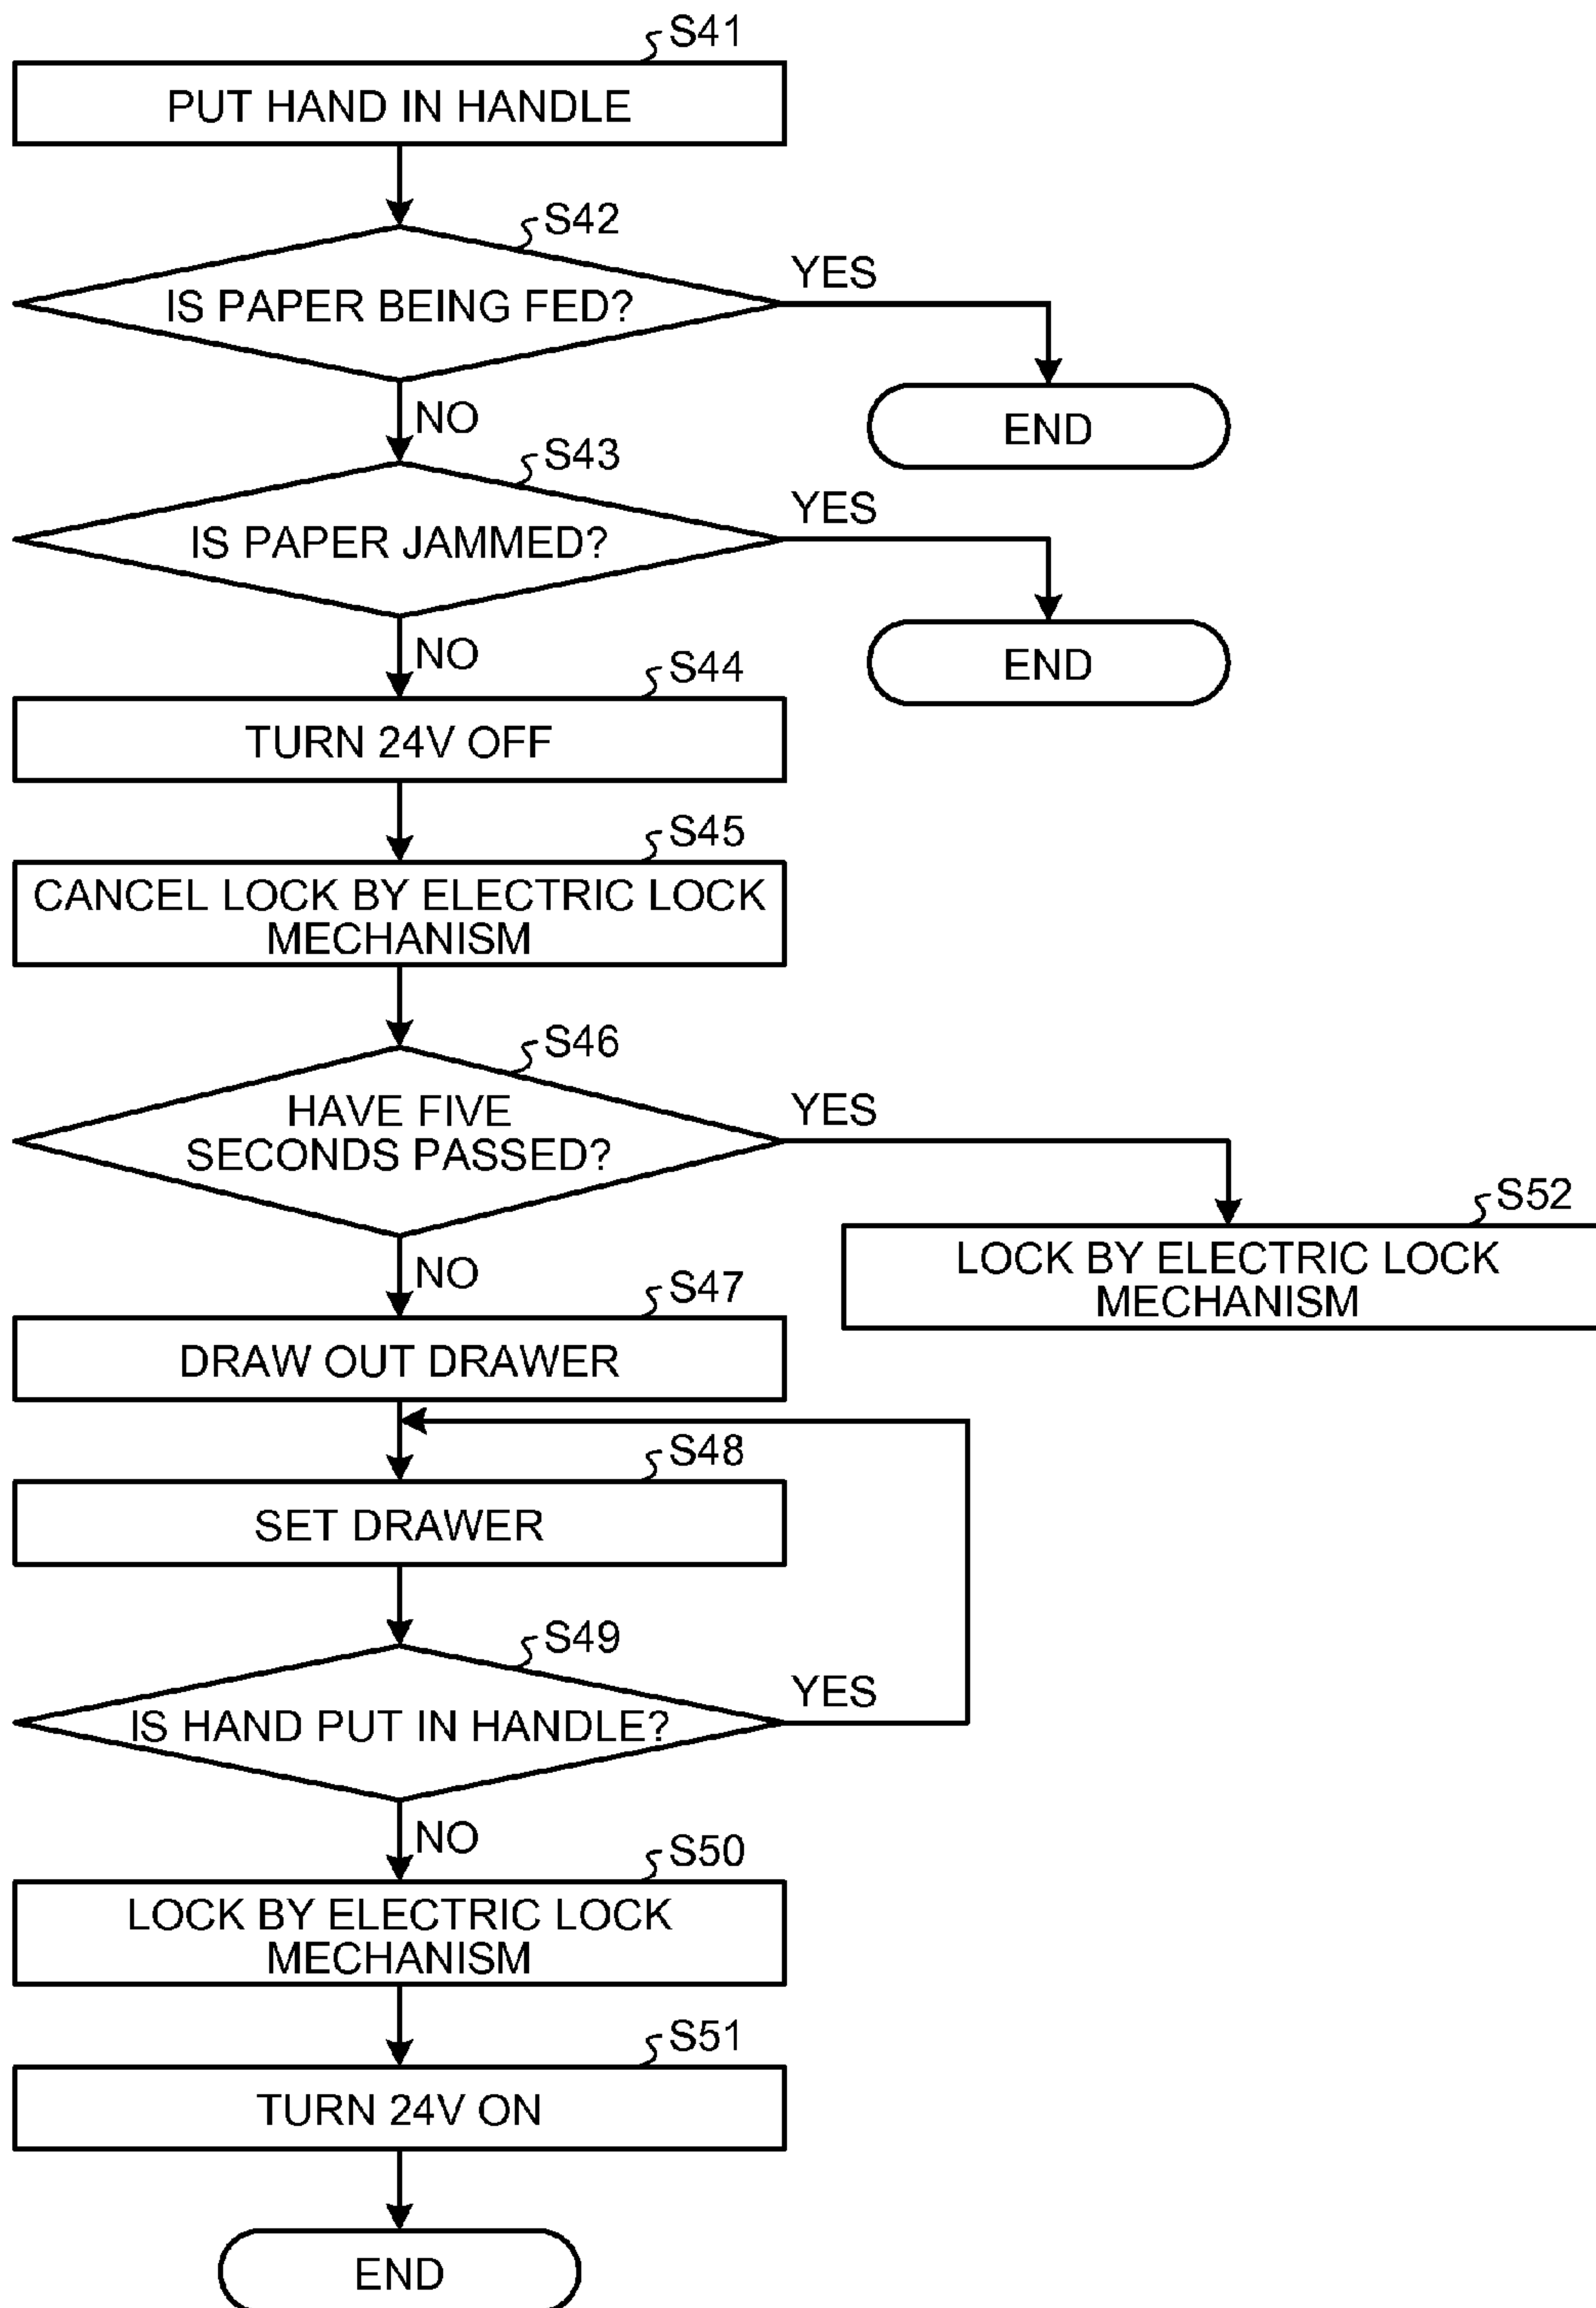 S41
PUT HAND IN HANDLE
S42
IS PAPER BEING FED?
YES
END
NO
S43
IS PAPER JAMMED?
YES
END
NO
S44
TURN 24V OFF
S45
CANCEL LOCK BY ELECTRIC LOCK
MECHANISM
S46
HAVE FIVE
SECONDS PASSED?
YES
S52
LOCK BY ELECTRIC LOCK
MECHANISM
NO
S47
DRAW OUT DRAWER
S48
SET DRAWER
S49
IS HAND PUT IN HANDLE?
YES
NO
S50
LOCK BY ELECTRIC LOCK
MECHANISM
S51
TURN 24V ON
END